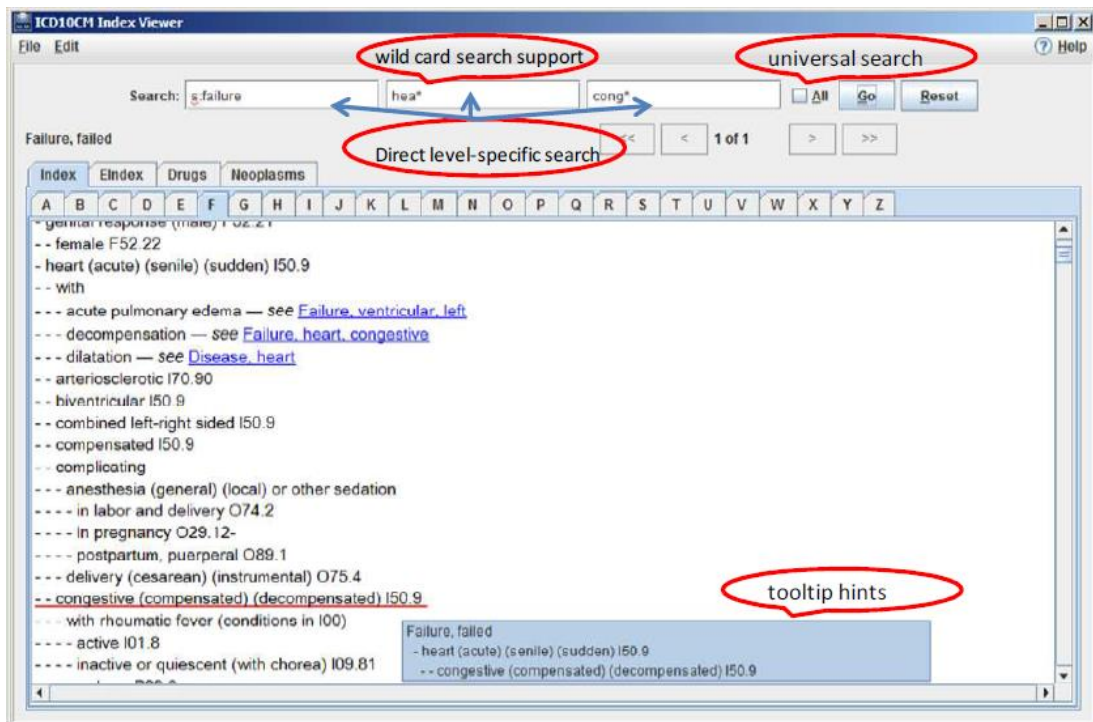 ICD10CM Index Viewer
File Edit
Help
wild card search support
universal search
Search: s:failure hea* cong* All Go Reset
Failure, failed
Direct level-specific search
<< < 1 of 1 > >>
Index EIndex Drugs Neoplasms
A B C D E F G H I J K L M N O P Q R S T U V W X Y Z
- genital response (male) F52.21
- - female F52.22
- heart (acute) (senile) (sudden) I50.9
- - with
- - - acute pulmonary edema — see Failure, ventricular, left
- - - decompensation — see Failure, heart, congestive
- - - dilatation — see Disease, heart
- - arteriosclerotic I70.90
- - biventricular I50.9
- - combined left-right sided I50.9
- - compensated I50.9
- - complicating
- - - anesthesia (general) (local) or other sedation
- - - - in labor and delivery O74.2
- - - - in pregnancy O29.12-
- - - - postpartum, puerperal O89.1
- - - delivery (cesarean) (instrumental) O75.4
- - congestive (compensated) (decompensated) I50.9
tooltip hints
- - - with rheumatic fever (conditions in I00)
- - - - active I01.8
- - - - inactive or quiescent (with chorea) I09.81
Failure, failed
- heart (acute) (senile) (sudden) I50.9
- - congestive (compensated) (decompensated) I50.9